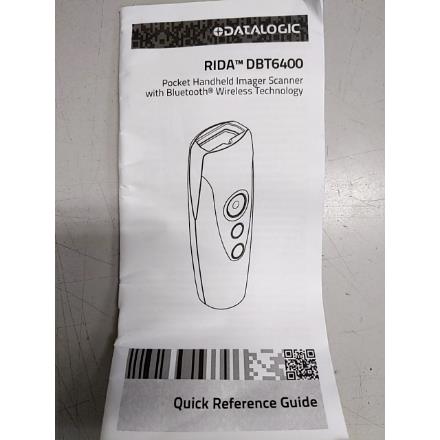 DATALOGIC
RIDA™ DBT6400
Pocket Handheld Imager Scanner
with Bluetooth® Wireless Technology
Quick Reference Guide